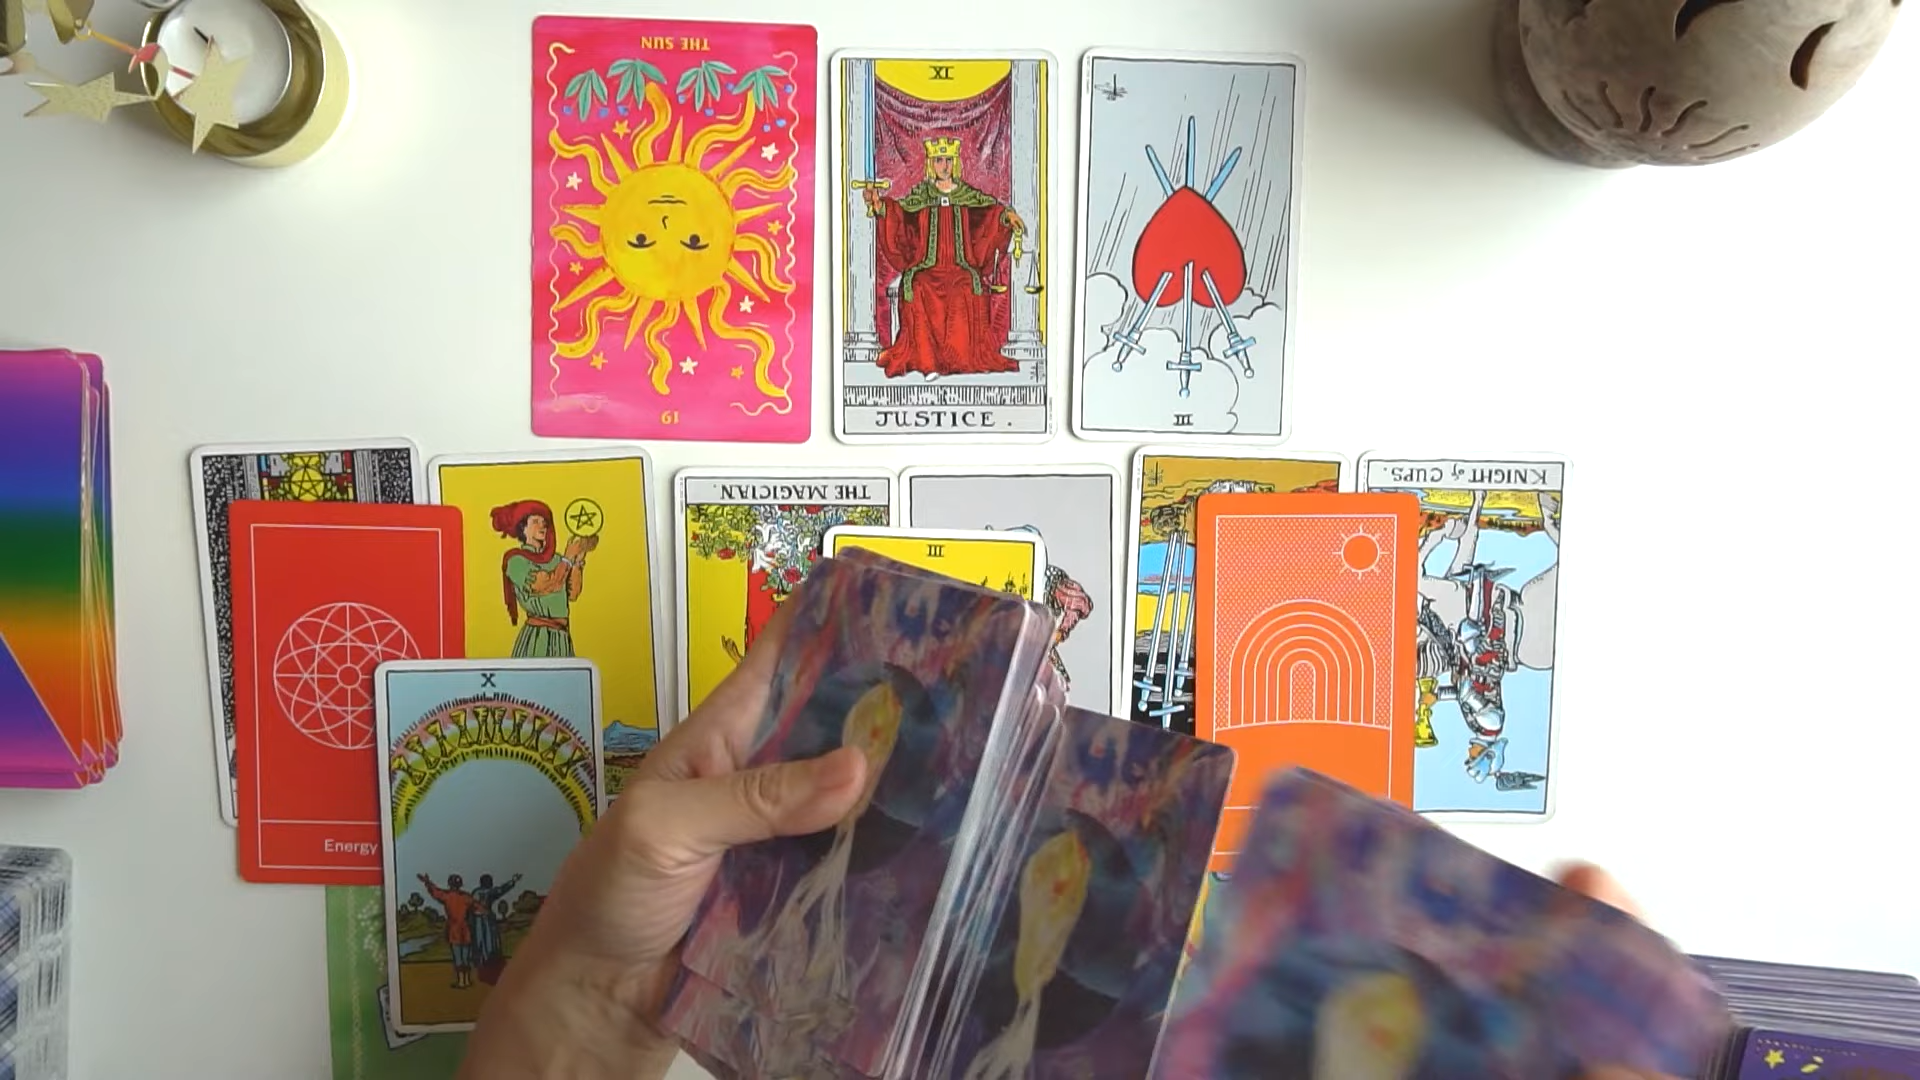 THE SUN
19
XI
JUSTICE .
III
THE MAGICIAN.
KNIGHT of CUPS.
III
X
Energy